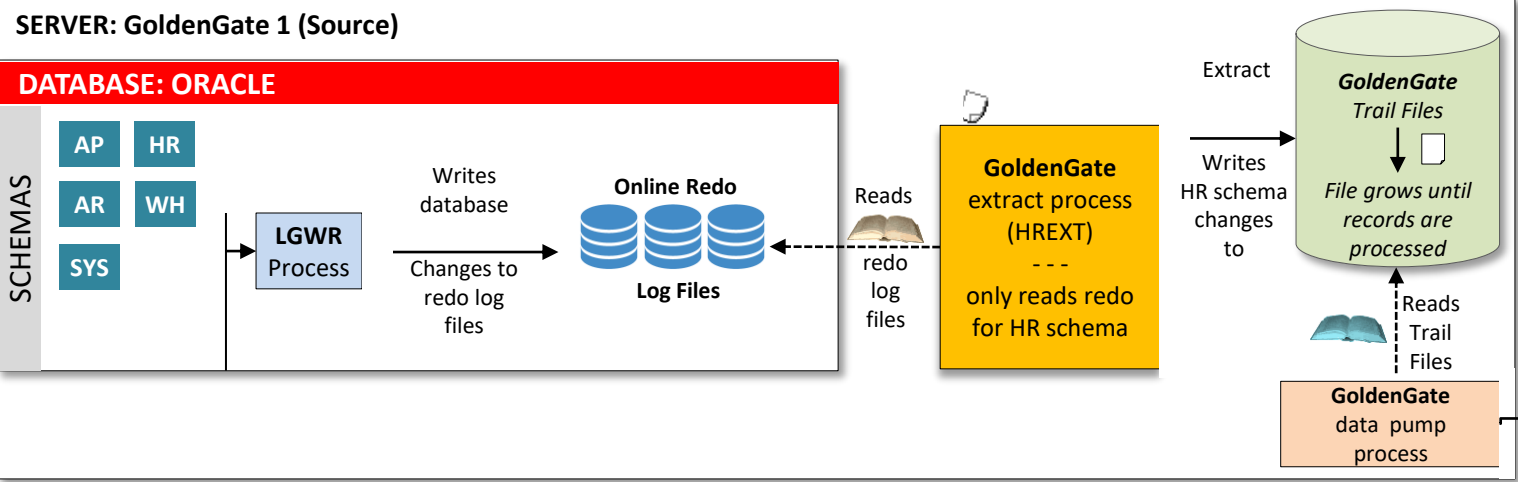 SERVER: GoldenGate 1 (Source)
DATABASE: ORACLE
SCHEMAS
AP
HR
AR
WH
SYS
LGWR
Process
Writes
database
Changes to
redo log
files
Online Redo
Log Files
Reads
redo
log
files
GoldenGate
extract process
(HREXT)
- - -
only reads redo
for HR schema
Extract
Writes
HR schema
changes
to
GoldenGate
Trail Files
File grows until
records are
processed
Reads
Trail
Files
GoldenGate
data pump
process